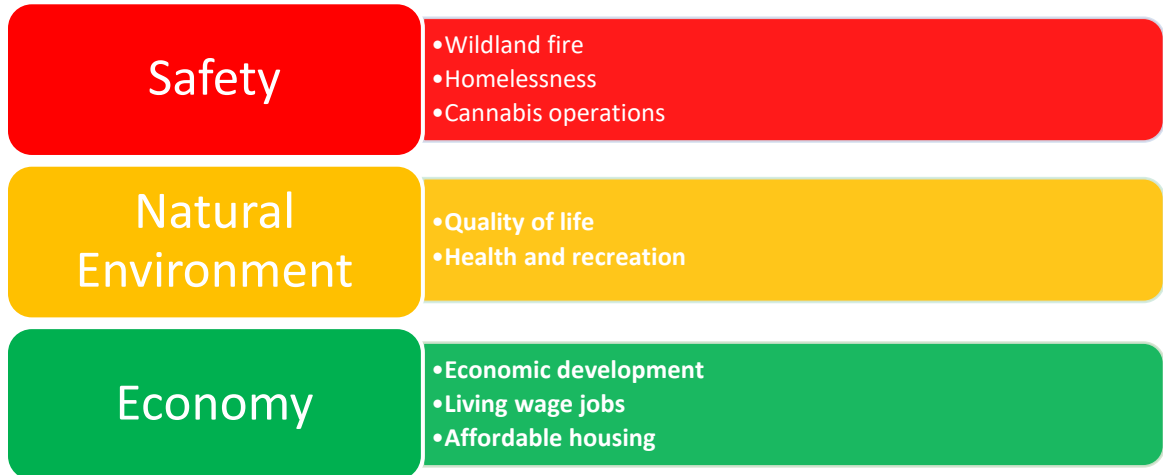 Safety
•Wildland fire
•Homelessness
•Cannabis operations
Natural
Environment
•Quality of life
•Health and recreation
Economy
•Economic development
•Living wage jobs
•Affordable housing